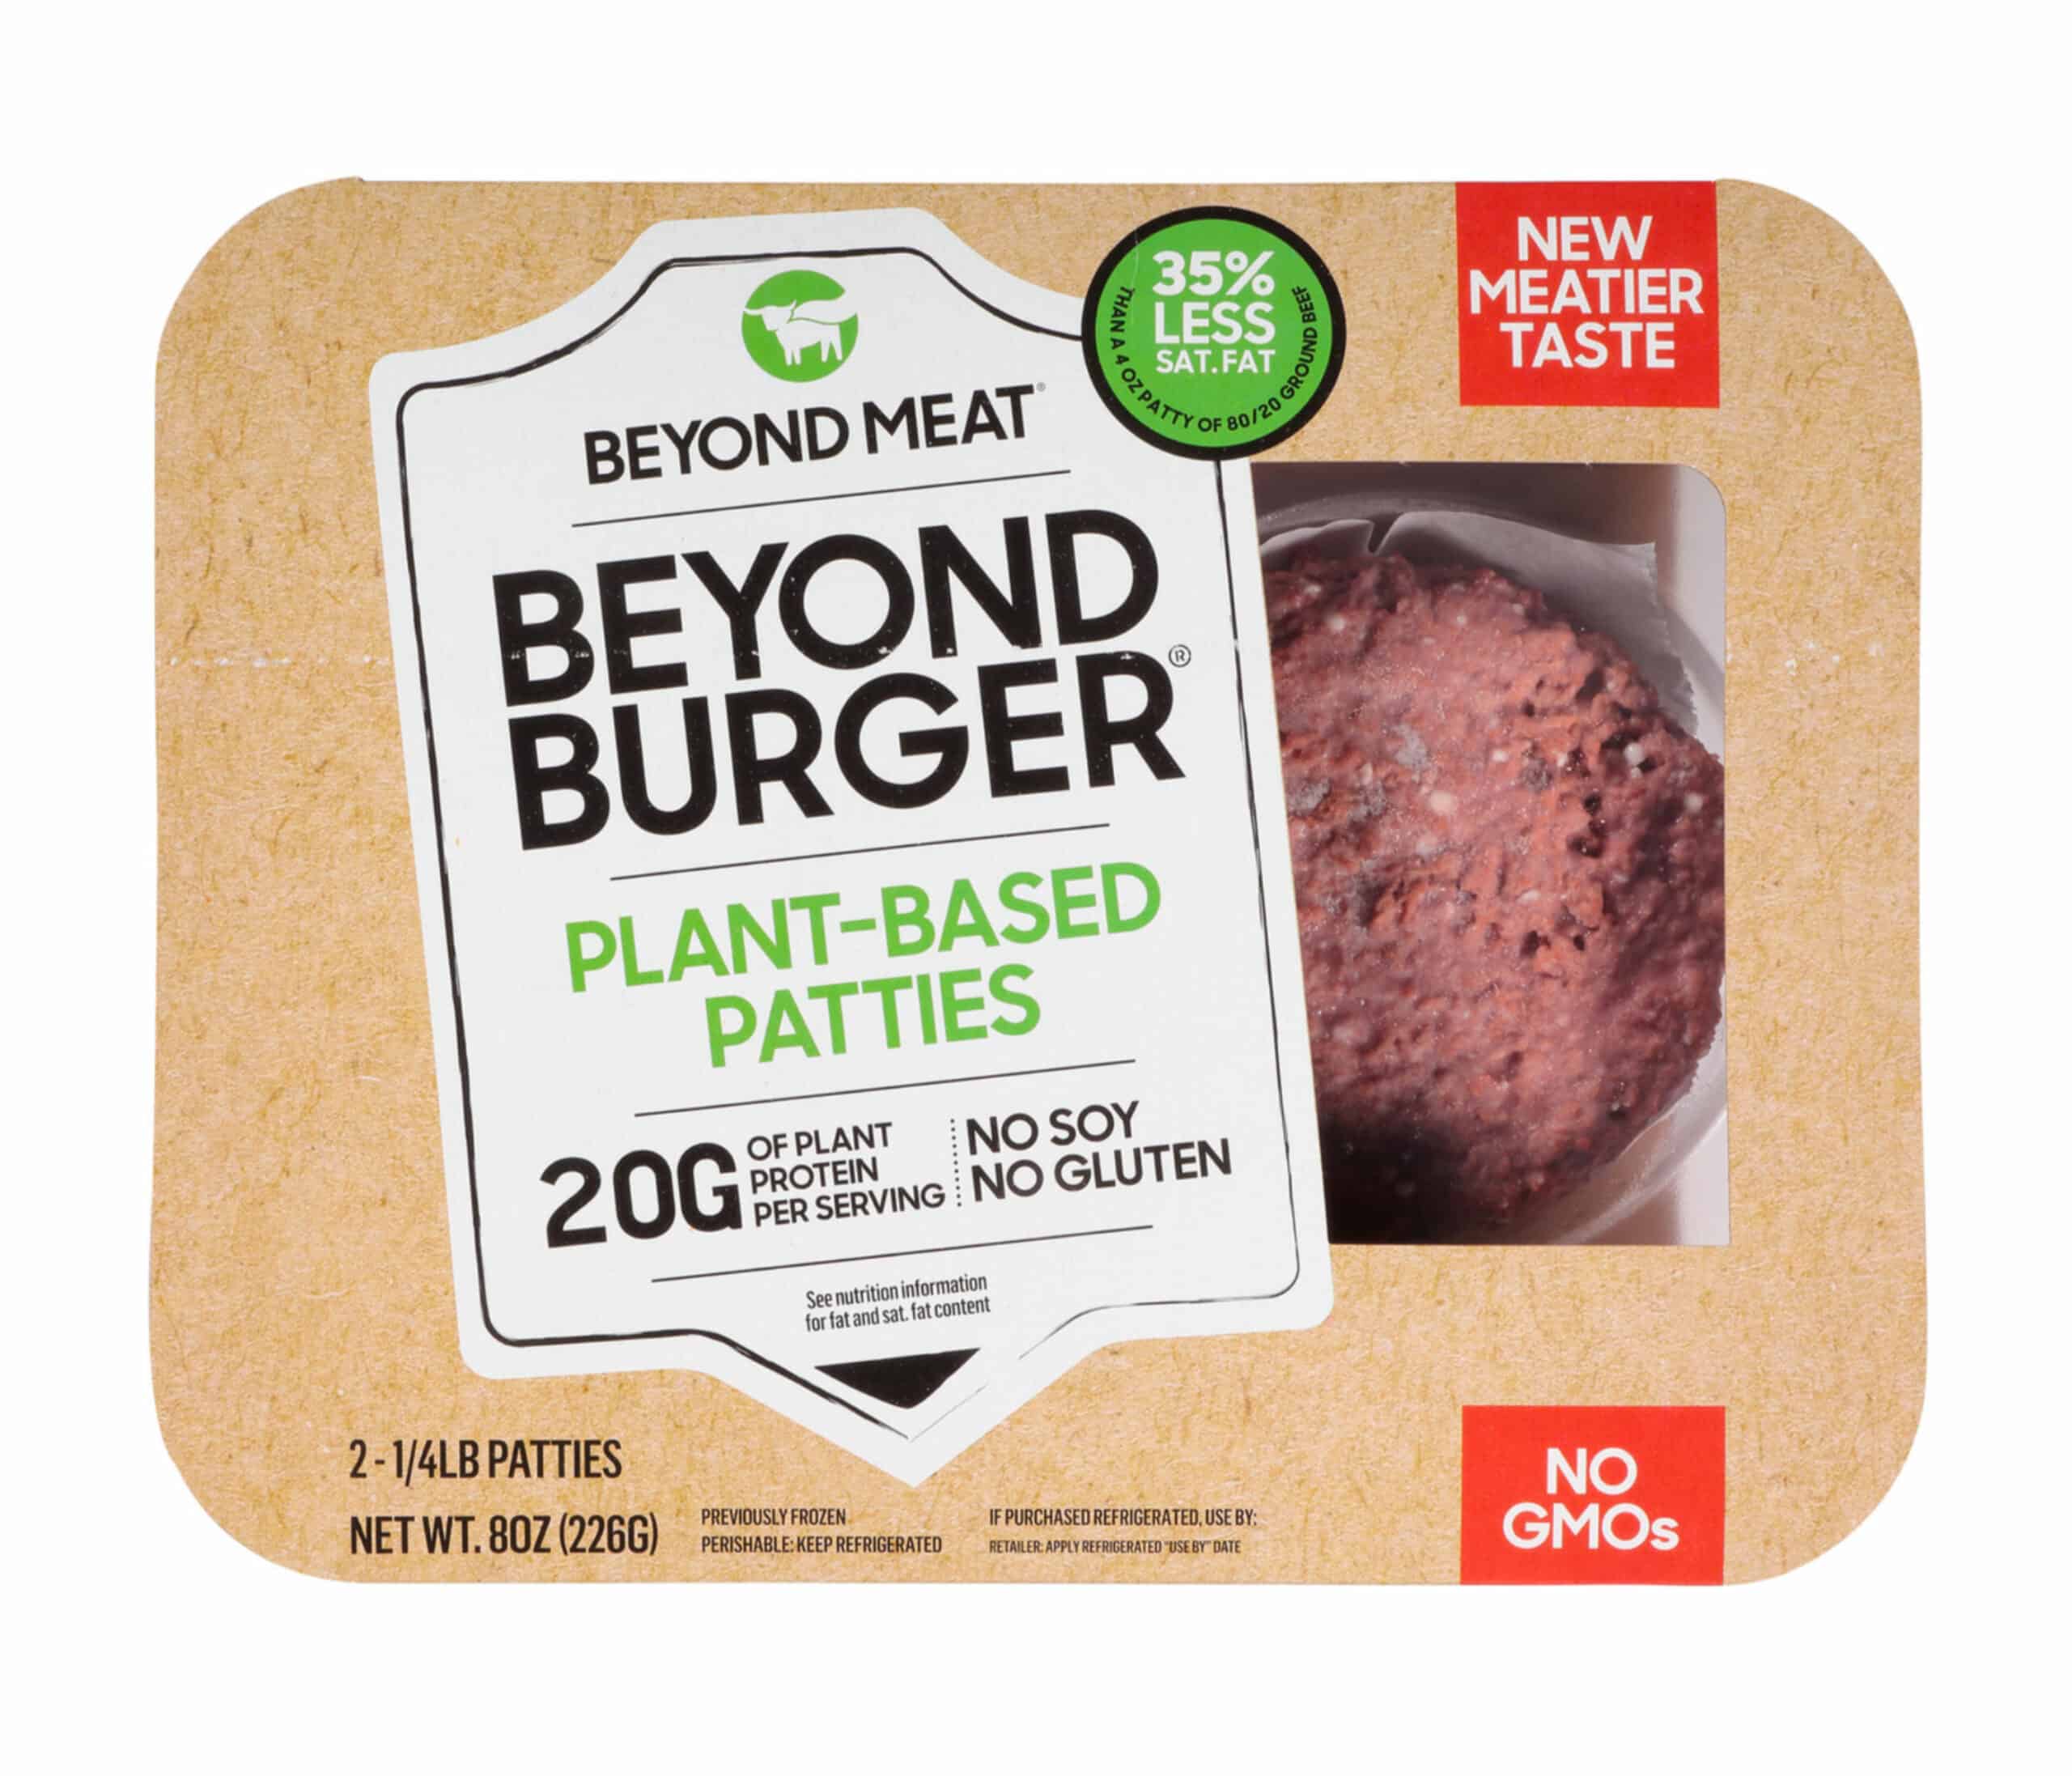 BEYOND MEAT®
BEYOND
BURGER®
PLANT-BASED
PATTIES
20G
OF PLANT
PROTEIN
PER SERVING
NO SOY
NO GLUTEN
See nutrition information
for fat and sat. fat content
35%
LESS
SAT. FAT
THAN A 4 OZ PATTY OF 80/20 GROUND BEEF
NEW
MEATIER
TASTE
2 - 1/4LB PATTIES
NET WT. 8OZ (226G)
PREVIOUSLY FROZEN
PERISHABLE: KEEP REFRIGERATED
IF PURCHASED REFRIGERATED, USE BY:
RETAILER: APPLY REFRIGERATED "USE BY" DATE
NO
GMOs